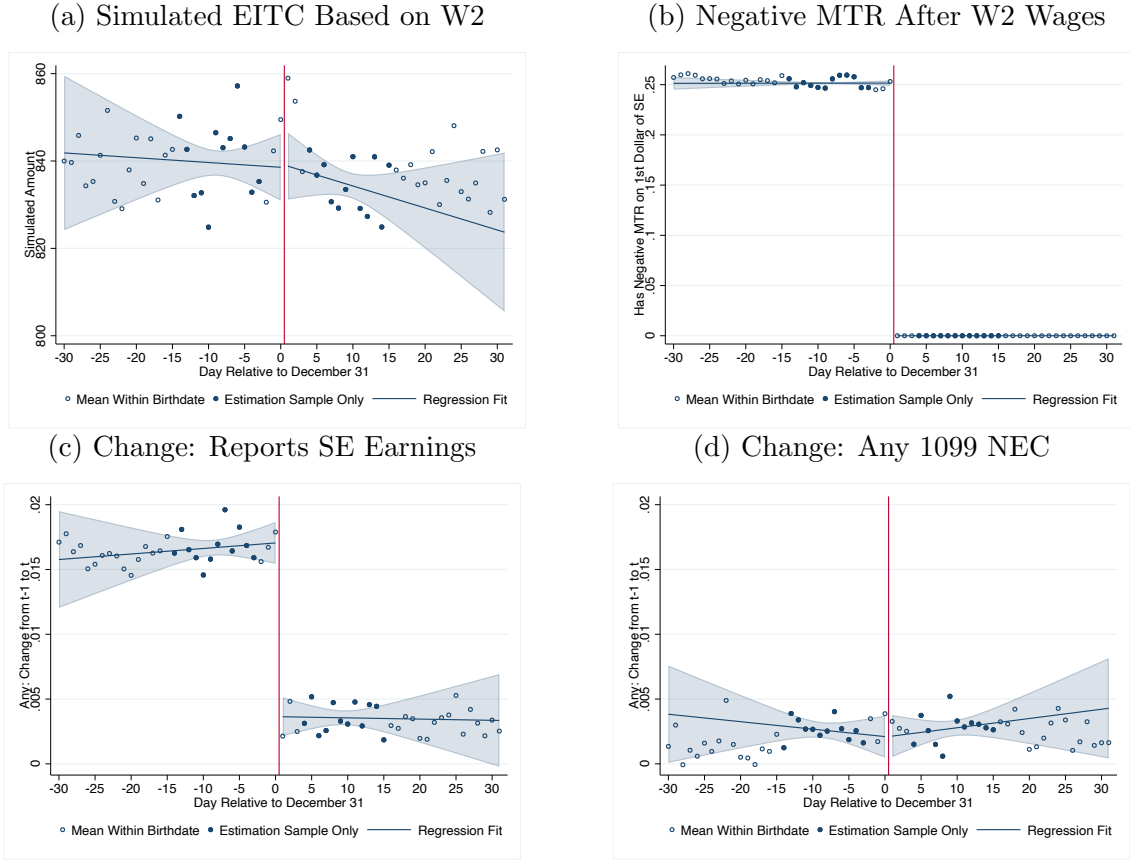 (a) Simulated EITC Based on W2
Simulated Amount
860
840
820
800
-30 -25 -20 -15 -10 -5 0 5 10 15 20 25 30
Day Relative to December 31
Mean Within Birthdate Estimation Sample Only Regression Fit
(b) Negative MTR After W2 Wages
Has Negative MTR on 1st Dollar of SE
.25
.2
.15
.1
.05
0
-30 -25 -20 -15 -10 -5 0 5 10 15 20 25 30
Day Relative to December 31
Mean Within Birthdate Estimation Sample Only Regression Fit
(c) Change: Reports SE Earnings
Any: Change from t-1 to t
.02
.015
.01
.005
0
-30 -25 -20 -15 -10 -5 0 5 10 15 20 25 30
Day Relative to December 31
Mean Within Birthdate Estimation Sample Only Regression Fit
(d) Change: Any 1099 NEC
Any: Change from t-1 to t
.02
.015
.01
.005
0
-30 -25 -20 -15 -10 -5 0 5 10 15 20 25 30
Day Relative to December 31
Mean Within Birthdate Estimation Sample Only Regression Fit